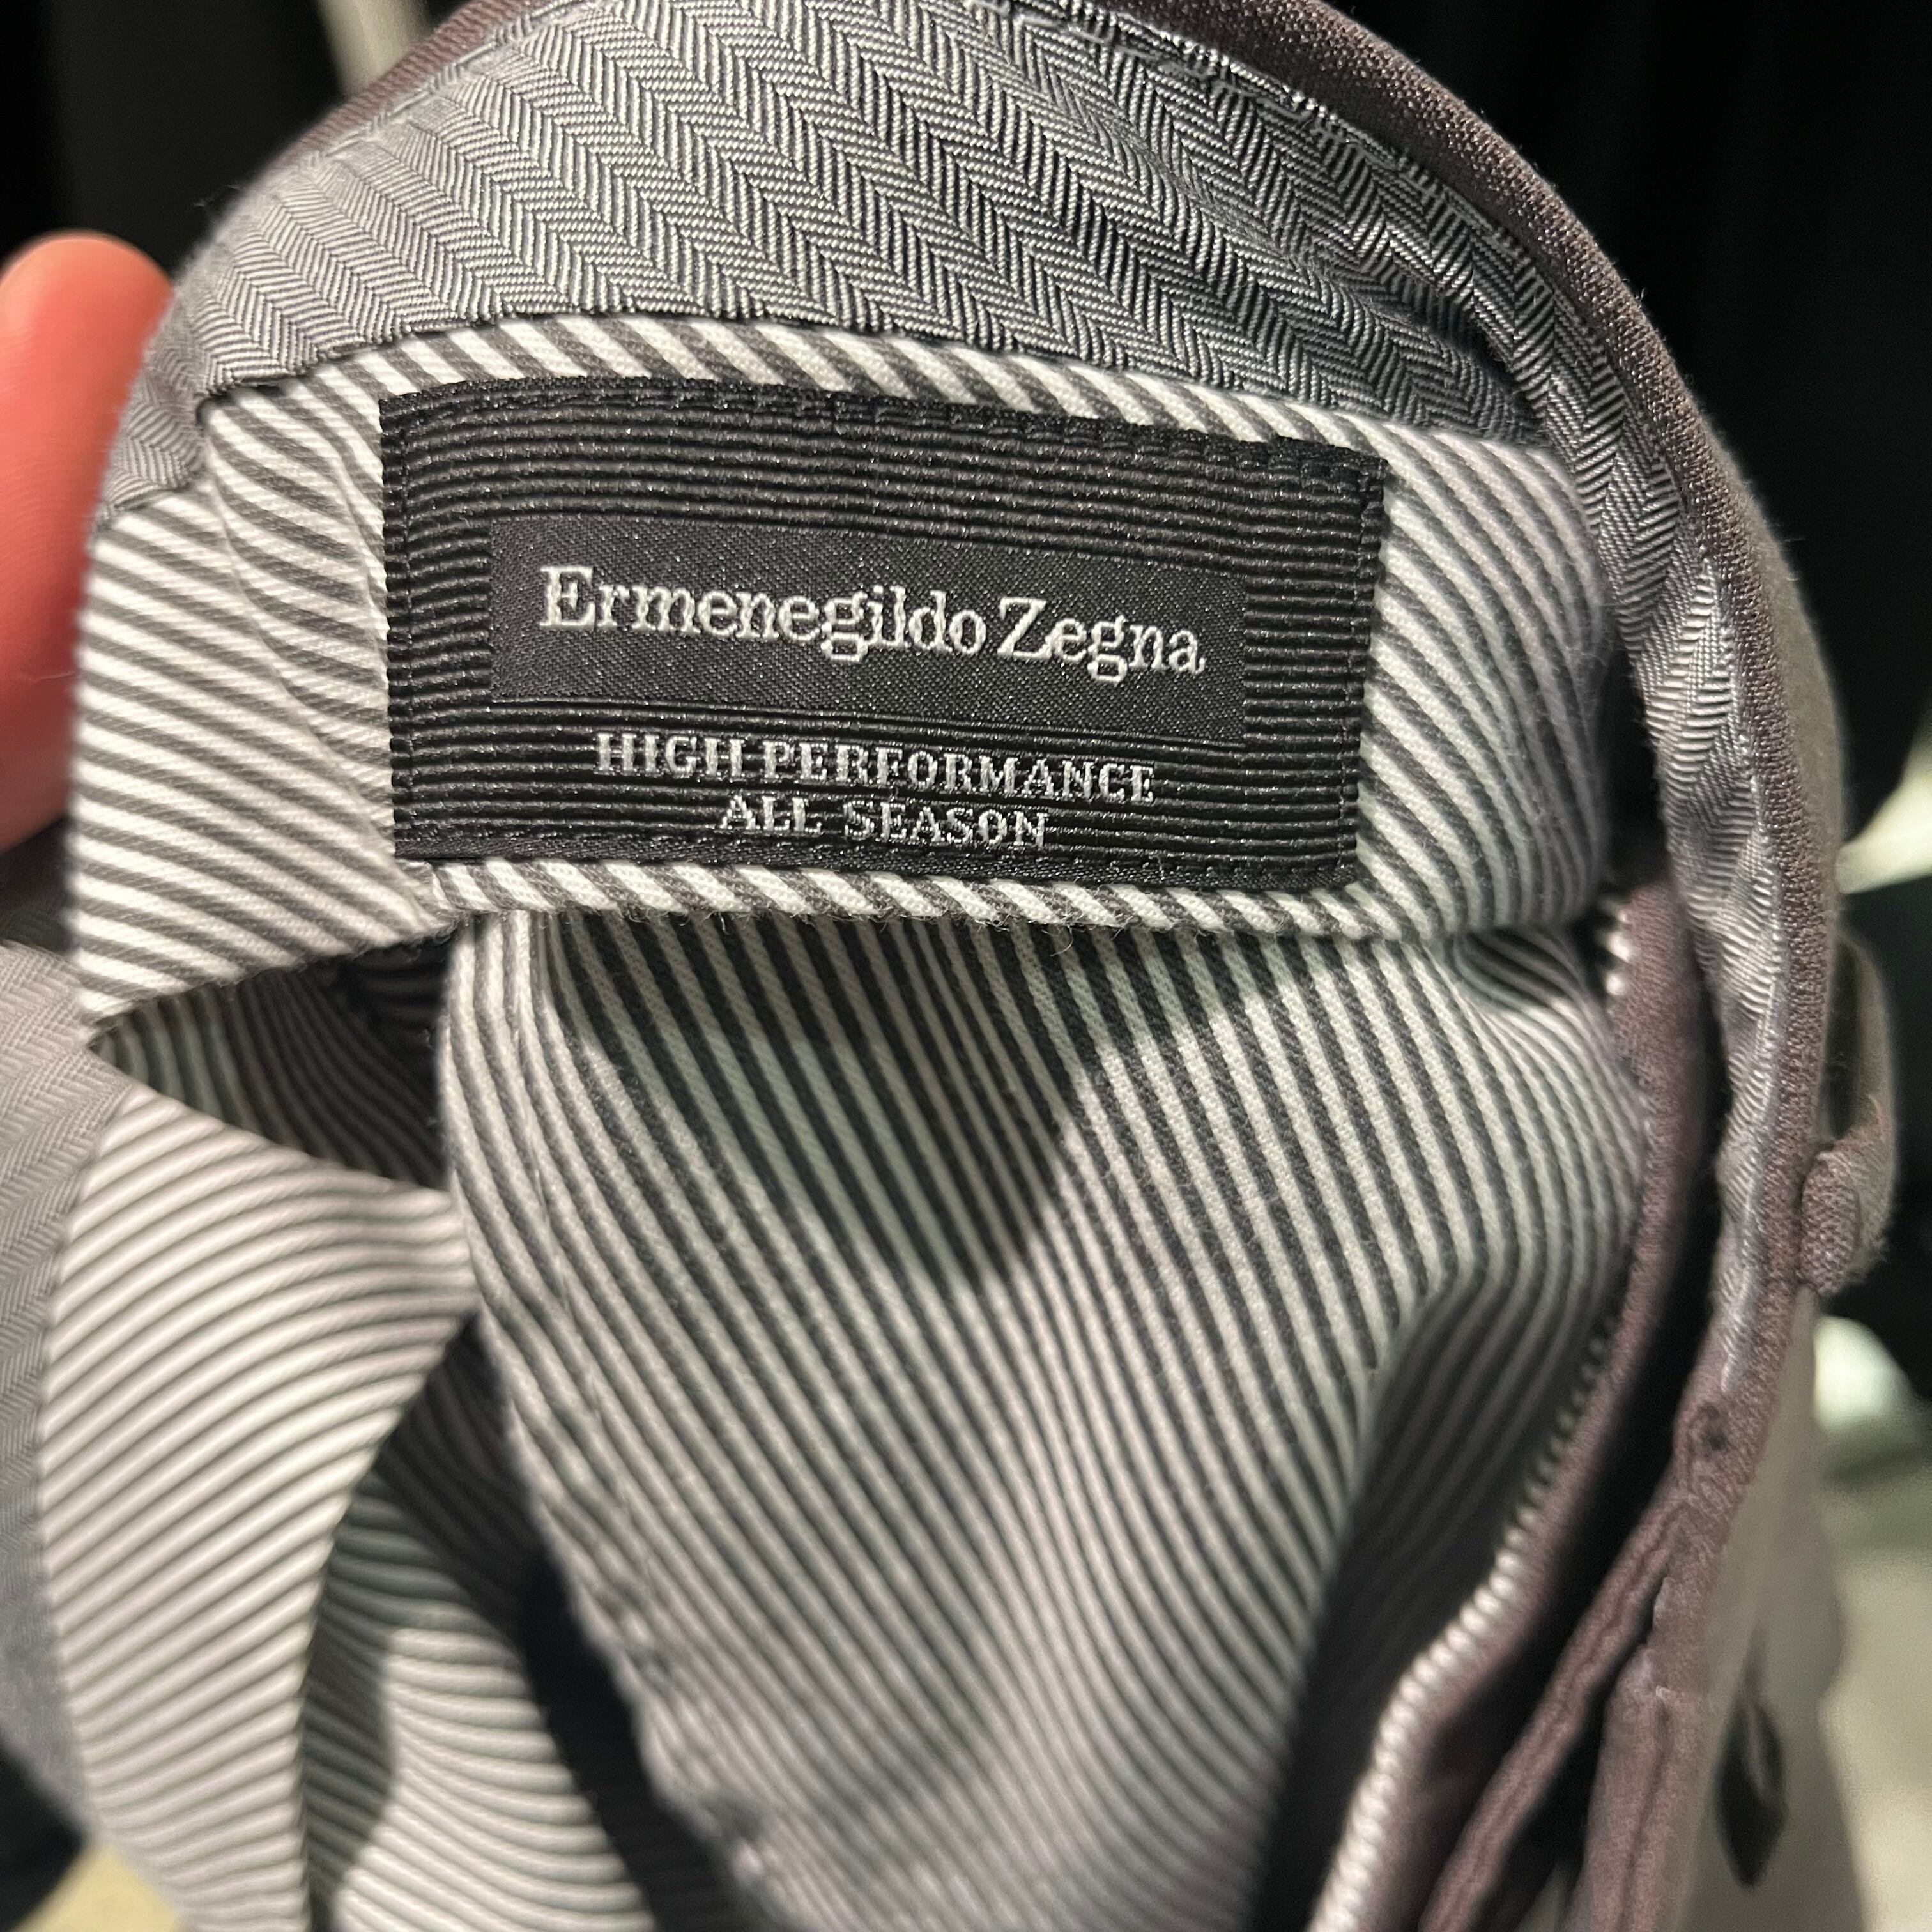 Ermenegildo Zegna
HIGH PERFORMANCE
ALL SEASON